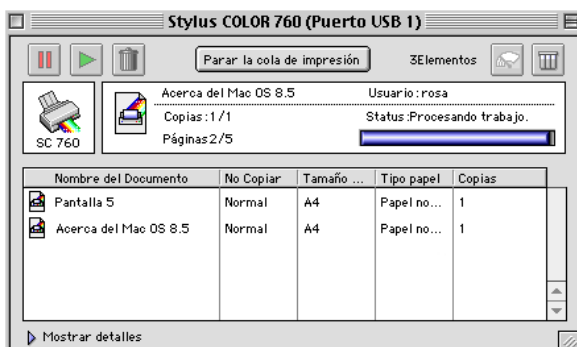 Stylus COLOR 760 (Puerto USB 1)
Parar la cola de impresión
3Elementos
SC 760
Acerca del Mac OS 8.5 Usuario:rosa
Copias:1/1 Status:Procesando trabajo.
Páginas2/5
Nombre del Documento No Copiar Tamaño ... Tipo papel Copias
Pantalla 5 Normal A4 Papel no... 1
Acerca del Mac OS 8.5 Normal A4 Papel no... 1
Mostrar detalles